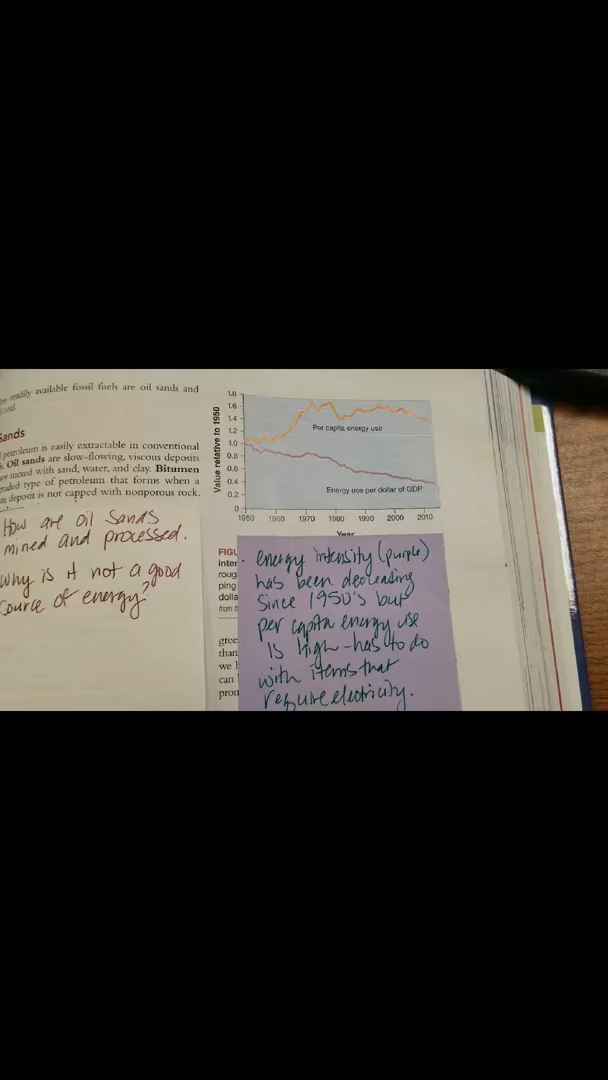 readily available fossil fuels are oil sands and
coal.
Sands
petroleum is easily extractable in conventional
Oil sands are slow-flowing, viscous deposits
mixed with sand, water, and clay. Bitumen
type of petroleum that forms when a
deposit is not capped with nonporous rock.
How are oil sands
mined and processed.
Why is it not a good
source of energy?
Value relative to 1950
1.8
1.6
1.4
1.2
1.0
0.8
0.6
0.4
0.2
0
Per capita energy use
Energy use per dollar of GDP
1950 1960 1970 1980 1990 2000 2010
Year
FIGU
inter
roug
ping
dolla
from th
gree
than
we h
can
pron
· energy intensity (purple)
has been decreasing
since 1950's but
per capita energy use
is high - has to do
with items that
require electricity.